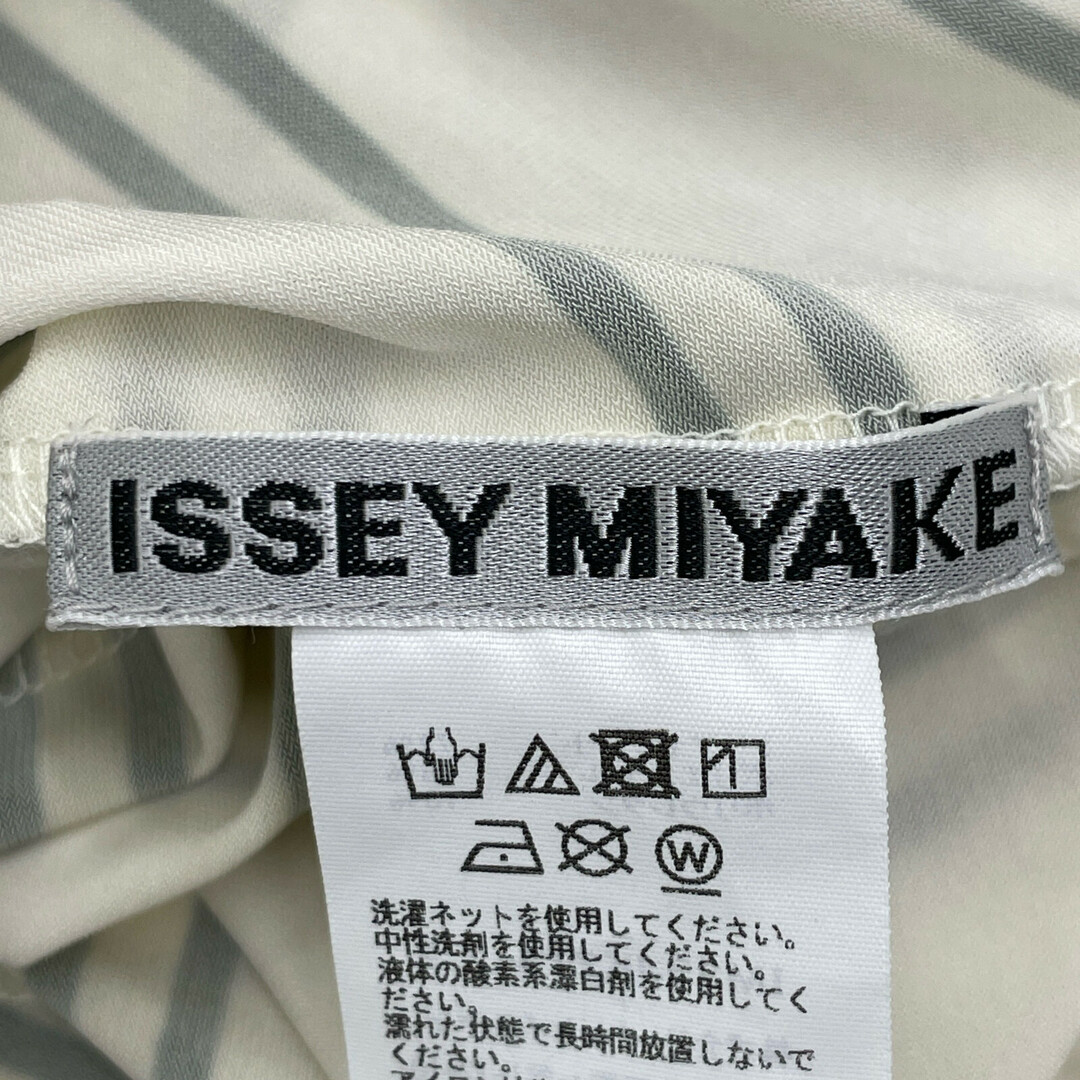 ISSEY MIYAKE
W
洗濯ネットを使用してください。
中性洗剤を使用してください。
液体の酸素系漂白剤を使用してく
ださい。
濡れた状態で長時間放置しないで
ください。